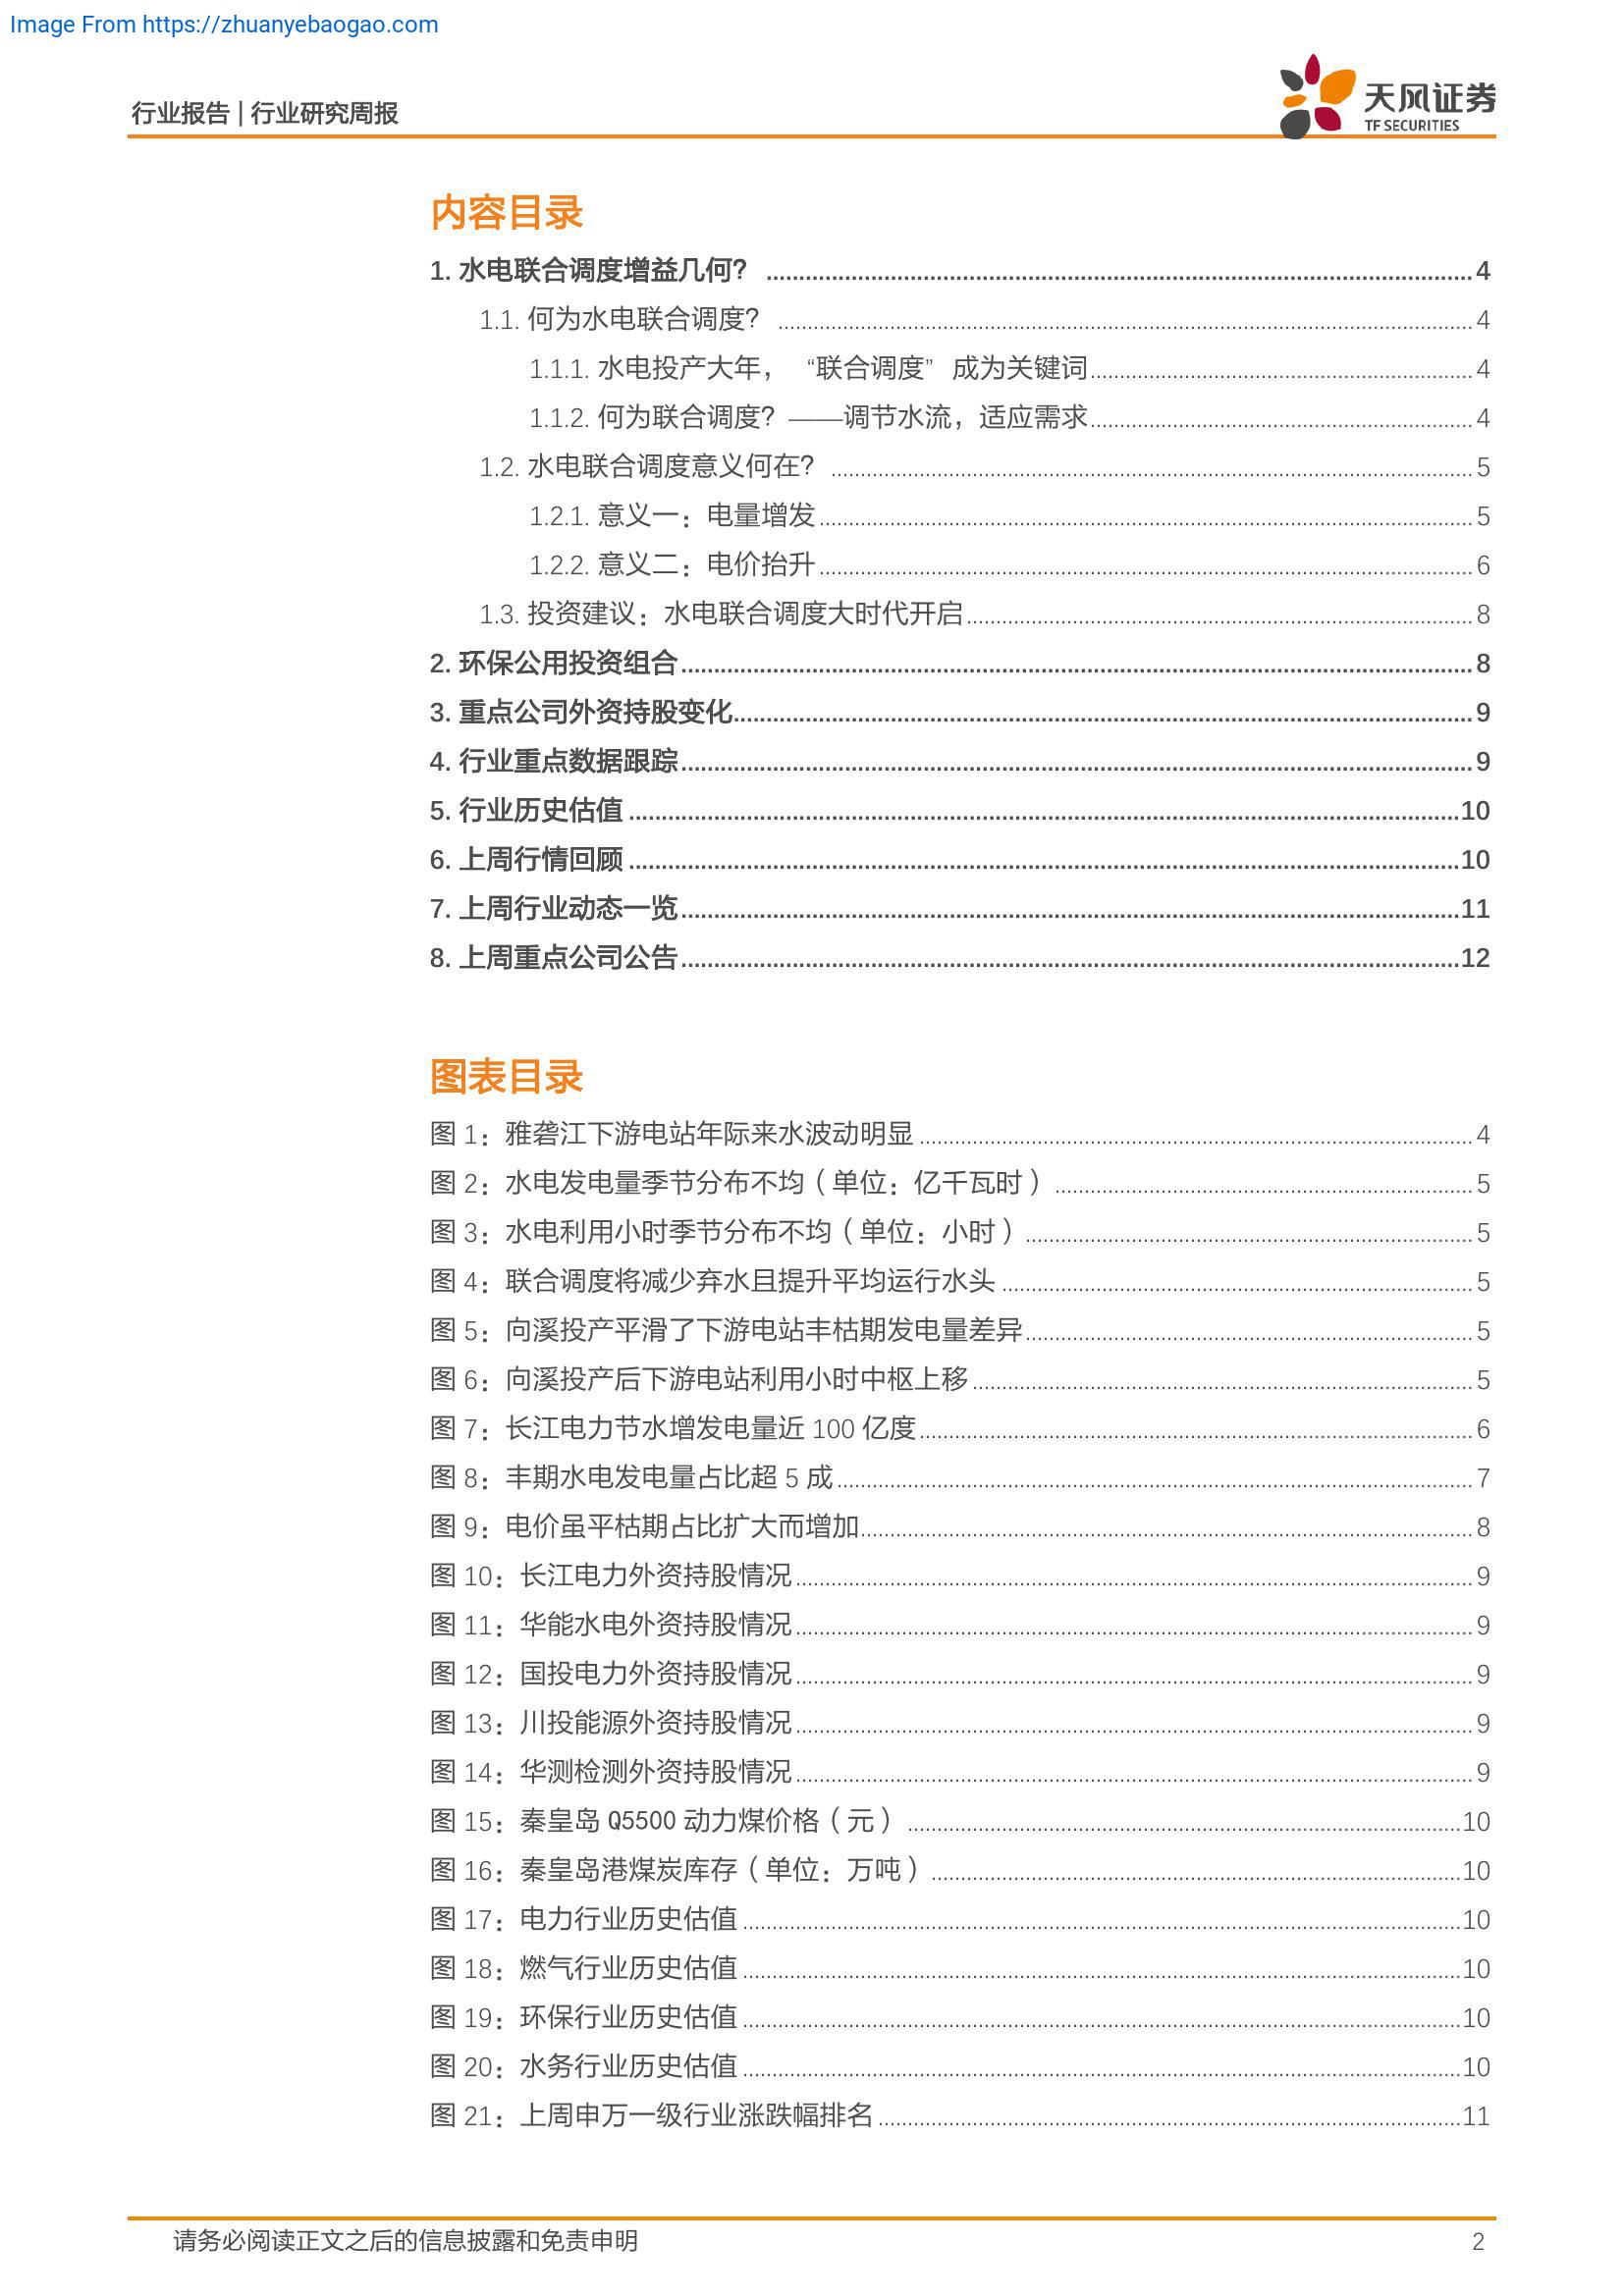 Image From https://zhuanyebaogao.com
行业报告 | 行业研究周报
天风证券
TF SECURITIES
内容目录
1. 水电联合调度增益几何？ 4
1.1. 何为水电联合调度？ 4
1.1.1. 水电投产大年，“联合调度”成为关键词 4
1.1.2. 何为联合调度？——调节水流，适应需求 4
1.2. 水电联合调度意义何在？ 5
1.2.1. 意义一：电量增发 5
1.2.2. 意义二：电价抬升 6
1.3. 投资建议：水电联合调度大时代开启 8
2. 环保公用投资组合 8
3. 重点公司外资持股变化 9
4. 行业重点数据跟踪 9
5. 行业历史估值 10
6. 上周行情回顾 10
7. 上周行业动态一览 11
8. 上周重点公司公告 12
图表目录
图 1：雅砻江下游电站年际来水波动明显 4
图 2：水电发电量季节分布不均（单位：亿千瓦时） 5
图 3：水电利用小时季节分布不均（单位：小时） 5
图 4：联合调度将减少弃水且提升平均运行水头 5
图 5：向溪投产平滑了下游电站丰枯期发电量差异 5
图 6：向溪投产后下游电站利用小时中枢上移 5
图 7：长江电力节水增发电量近 100 亿度 6
图 8：丰期水电发电量占比超 5 成 7
图 9：电价虽平枯期占比扩大而增加 8
图 10：长江电力外资持股情况 9
图 11：华能水电外资持股情况 9
图 12：国投电力外资持股情况 9
图 13：川投能源外资持股情况 9
图 14：华测检测外资持股情况 9
图 15：秦皇岛 Q5500 动力煤价格（元） 10
图 16：秦皇岛港煤炭库存（单位：万吨） 10
图 17：电力行业历史估值 10
图 18：燃气行业历史估值 10
图 19：环保行业历史估值 10
图 20：水务行业历史估值 10
图 21：上周申万一级行业涨跌幅排名 11
请务必阅读正文之后的信息披露和免责申明 2